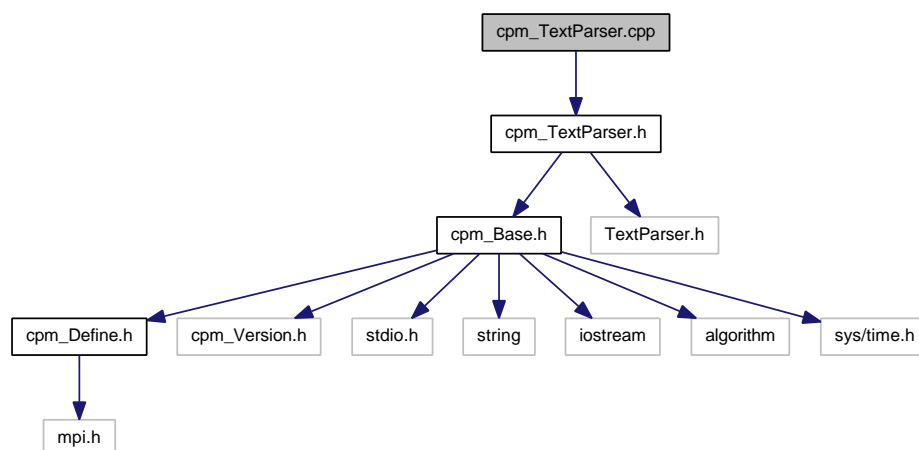 cpm_TextParser.cpp
cpm_TextParser.h
cpm_Base.h
TextParser.h
cpm_Define.h
cpm_Version.h
stdio.h
string
iostream
algorithm
sys/time.h
mpi.h